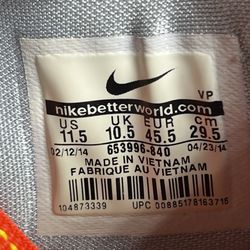 VP
nikebetterworld.com
US UK EUR cm
11.5 10.5 45.5 29.5
02/12/14 653996-840 04/23/14
MADE IN VIETNAM
FABRIQUE AU VIETNAM
104873339 UPC 00885178163715